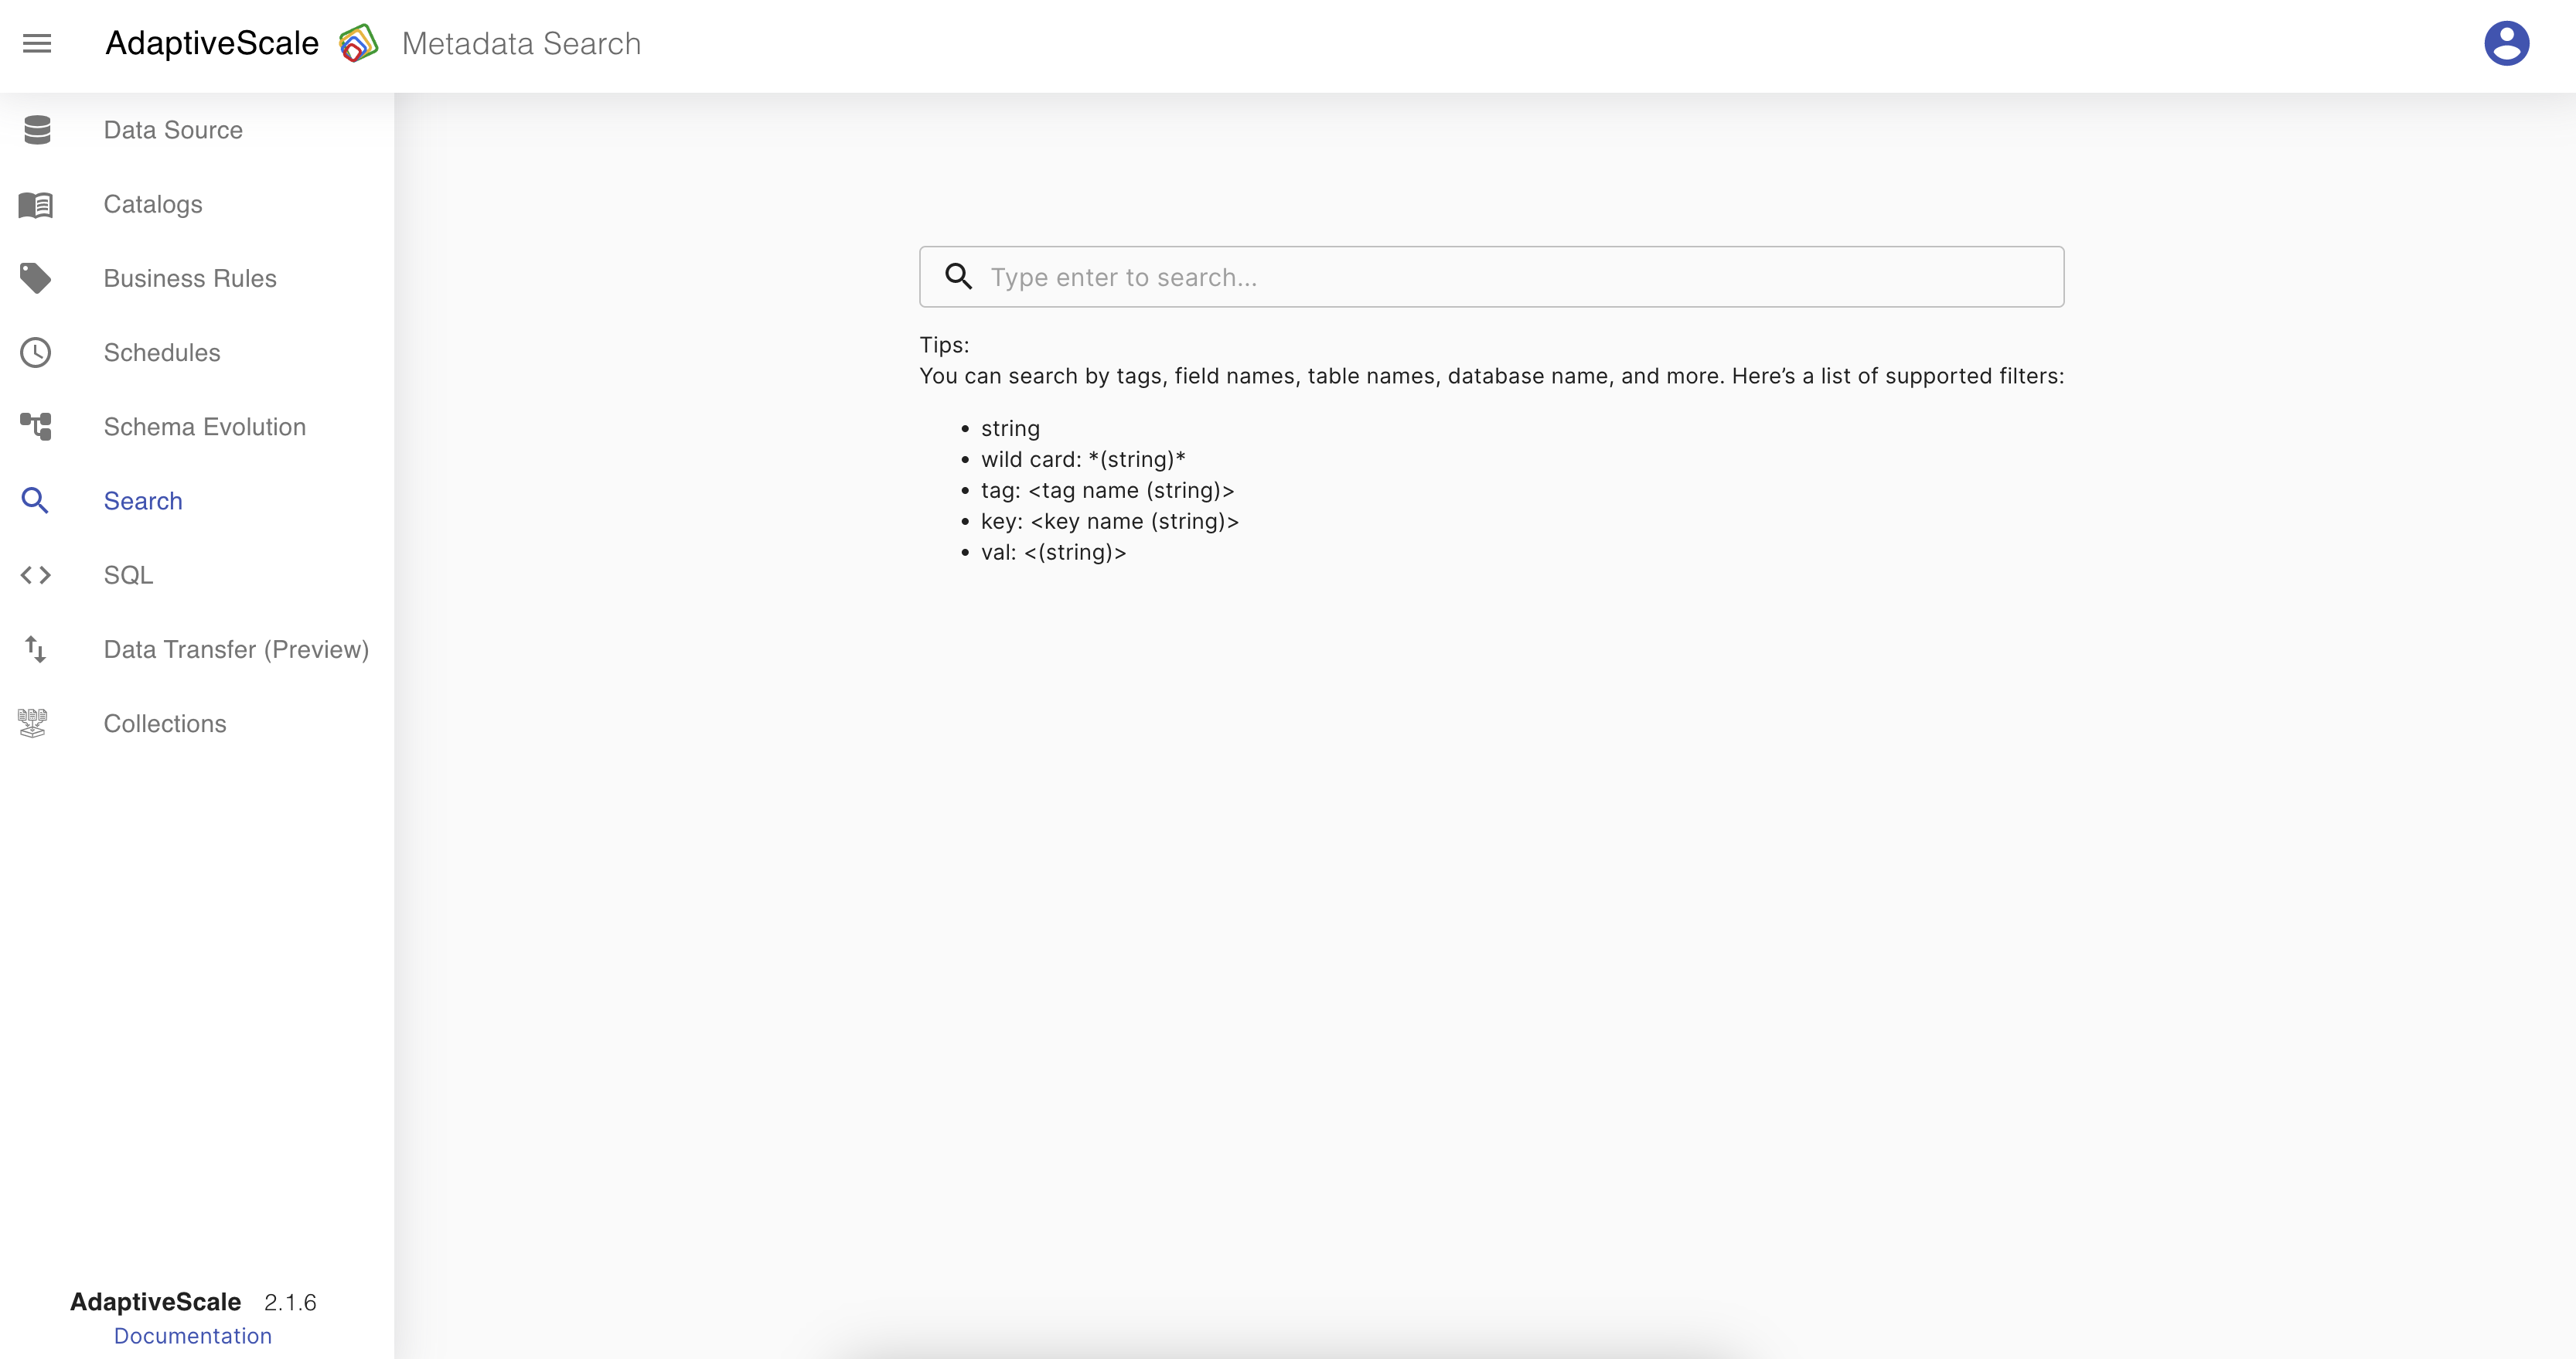 AdaptiveScale Metadata Search
Data Source
Catalogs
Business Rules
Schedules
Schema Evolution
Search
SQL
Data Transfer (Preview)
Collections
AdaptiveScale 2.1.6
Documentation
Type enter to search...
Tips:
You can search by tags, field names, table names, database name, and more. Here’s a list of supported filters:
• string
• wild card: *(string)*
• tag: <tag name (string)>
• key: <key name (string)>
• val: <(string)>